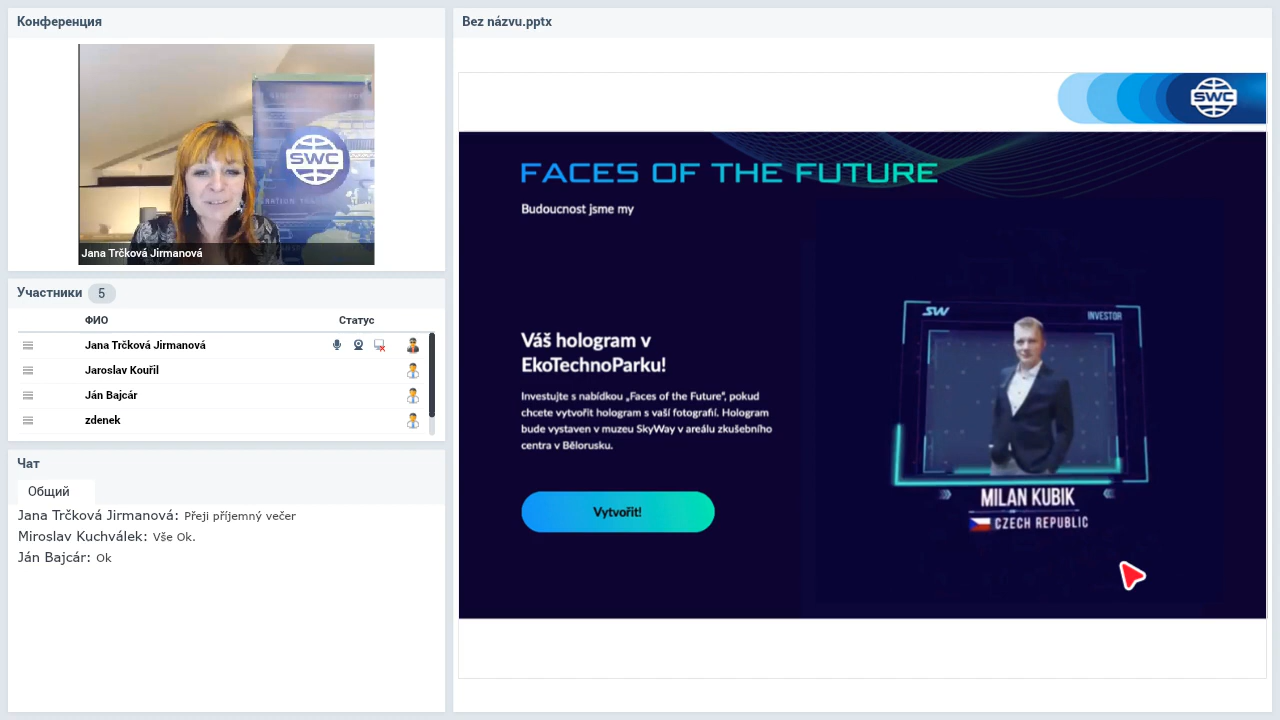 Конференция
SWC
Jana Trčková Jirmanová
Участники 5
ФИО Статус
Jana Trčková Jirmanová
Jaroslav Kouřil
Ján Bajcár
zdenek
Чат
Общий
Jana Trčková Jirmanová: Přeji příjemný večer
Miroslav Kuchválek: Vše Ok.
Ján Bajcár: Ok
Bez názvu.pptx
SWC
FACES OF THE FUTURE
Budoucnost jsme my
Váš hologram v
EkoTechnoParku!
Investujte s nabídkou „Faces of the Future", pokud
chcete vytvořit hologram s vaší fotografií. Hologram
bude vystaven v muzeu SkyWay v areálu zkušebního
centra v Bělorusku.
Vytvořit!
SW INVESTOR
MILAN KUBIK
CZECH REPUBLIC